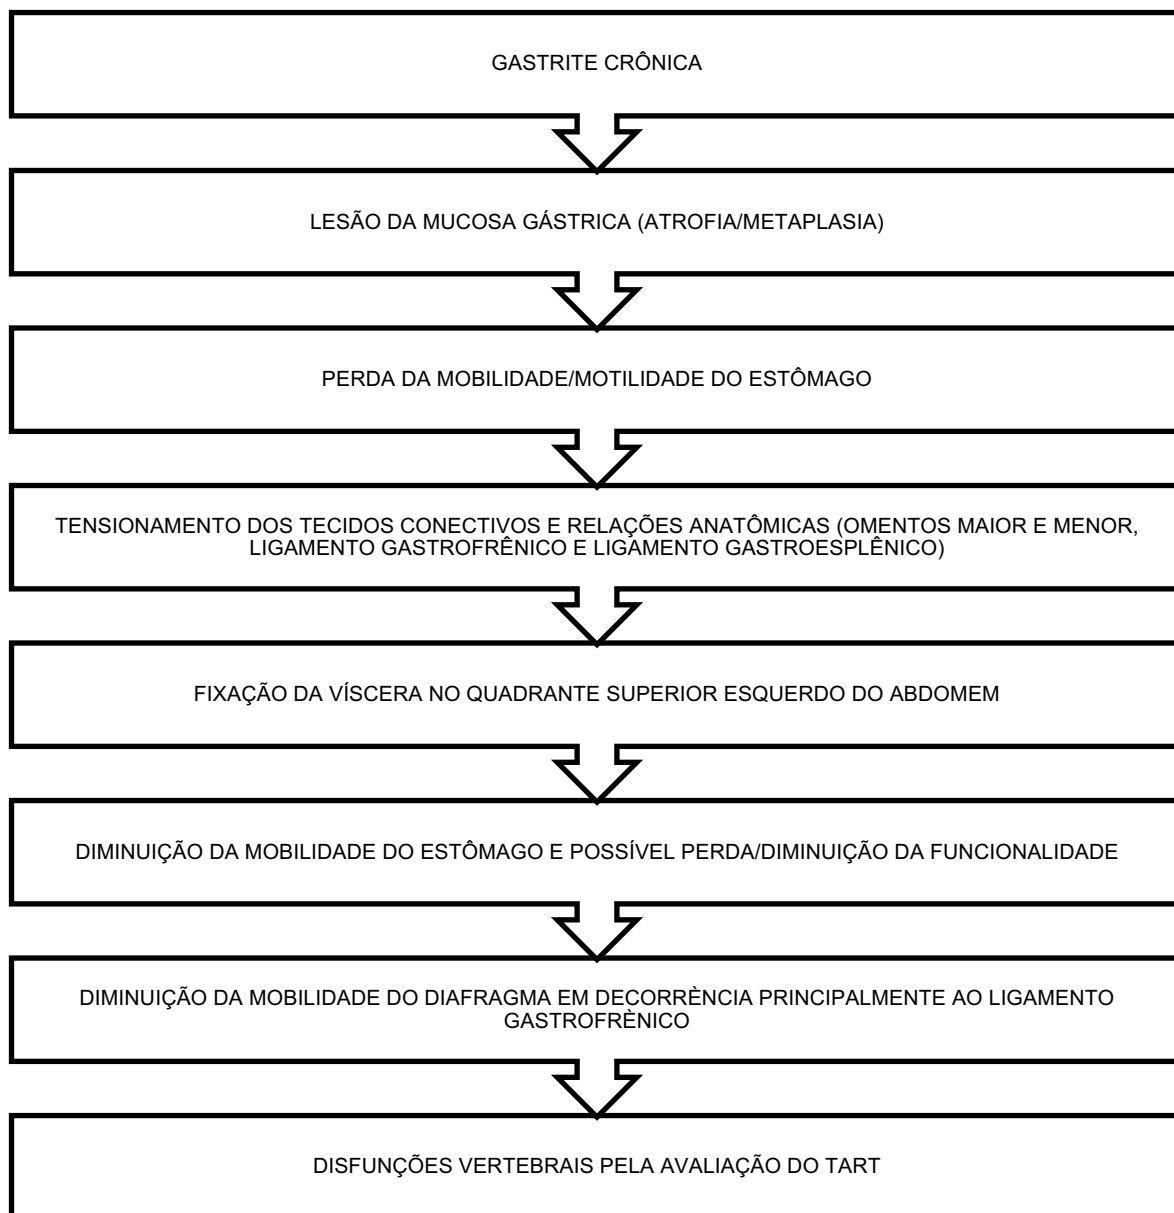 GASTRITE CRÔNICA
LESÃO DA MUCOSA GÁSTRICA (ATROFIA/METAPLASIA)
PERDA DA MOBILIDADE/MOTILIDADE DO ESTÔMAGO
TENSIONAMENTO DOS TECIDOS CONECTIVOS E RELAÇÕES ANATÔMICAS (OMENTOS MAIOR E MENOR,
LIGAMENTO GASTROFRÊNICO E LIGAMENTO GASTROESPLÊNICO)
FIXAÇÃO DA VÍSCERA NO QUADRANTE SUPERIOR ESQUERDO DO ABDOMEM
DIMINUIÇÃO DA MOBILIDADE DO ESTÔMAGO E POSSÍVEL PERDA/DIMINUIÇÃO DA FUNCIONALIDADE
DIMINUIÇÃO DA MOBILIDADE DO DIAFRAGMA EM DECORRÈNCIA PRINCIPALMENTE AO LIGAMENTO
GASTROFRÈNICO
DISFUNÇÕES VERTEBRAIS PELA AVALIAÇÃO DO TART